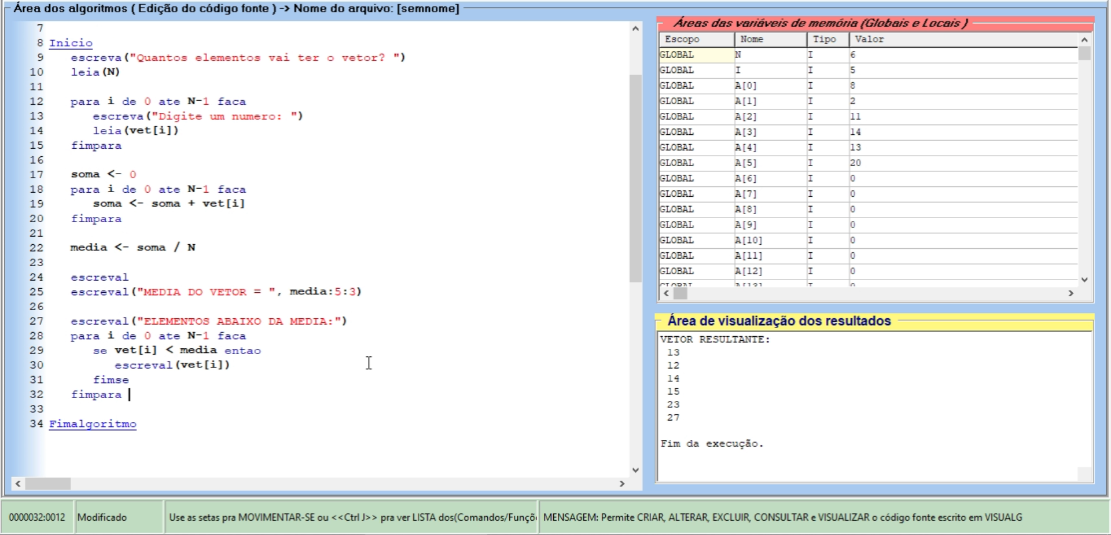 Área dos algoritmos ( Edição do código fonte ) -> Nome do arquivo: [semnome]
7
8 Inicio
9 escreva("Quantos elementos vai ter o vetor? ")
10 leia(N)
11
12 para i de 0 ate N-1 faca
13 escreva("Digite um numero: ")
14 leia(vet[i])
15 fimpara
16
17 soma <- 0
18 para i de 0 ate N-1 faca
19 soma <- soma + vet[i]
20 fimpara
21
22 media <- soma / N
23
24 escreval
25 escreval("MEDIA DO VETOR = ", media:5:3)
26
27 escreval("ELEMENTOS ABAIXO DA MEDIA:")
28 para i de 0 ate N-1 faca
29 se vet[i] < media entao
30 escreval(vet[i])
31 fimse
32 fimpara
33
34 Fimalgoritmo
Áreas das variáveis de memória (Globais e Locais )
Escopo Nome Tipo Valor
GLOBAL N I 6
GLOBAL I I 5
GLOBAL A[0] I 8
GLOBAL A[1] I 2
GLOBAL A[2] I 11
GLOBAL A[3] I 14
GLOBAL A[4] I 13
GLOBAL A[5] I 20
GLOBAL A[6] I 0
GLOBAL A[7] I 0
GLOBAL A[8] I 0
GLOBAL A[9] I 0
GLOBAL A[10] I 0
GLOBAL A[11] I 0
GLOBAL A[12] I 0
GLOBAL A[13] I 0
Área de visualização dos resultados
VETOR RESULTANTE:
13
12
14
15
23
27
Fim da execução.
0000032:0012 Modificado Use as setas pra MOVIMENTAR-SE ou <<Ctrl J>> pra ver LISTA dos(Comandos/Funçõ MENSAGEM: Permite CRIAR, ALTERAR, EXCLUIR, CONSULTAR e VISUALIZAR o código fonte escrito em VISUALG